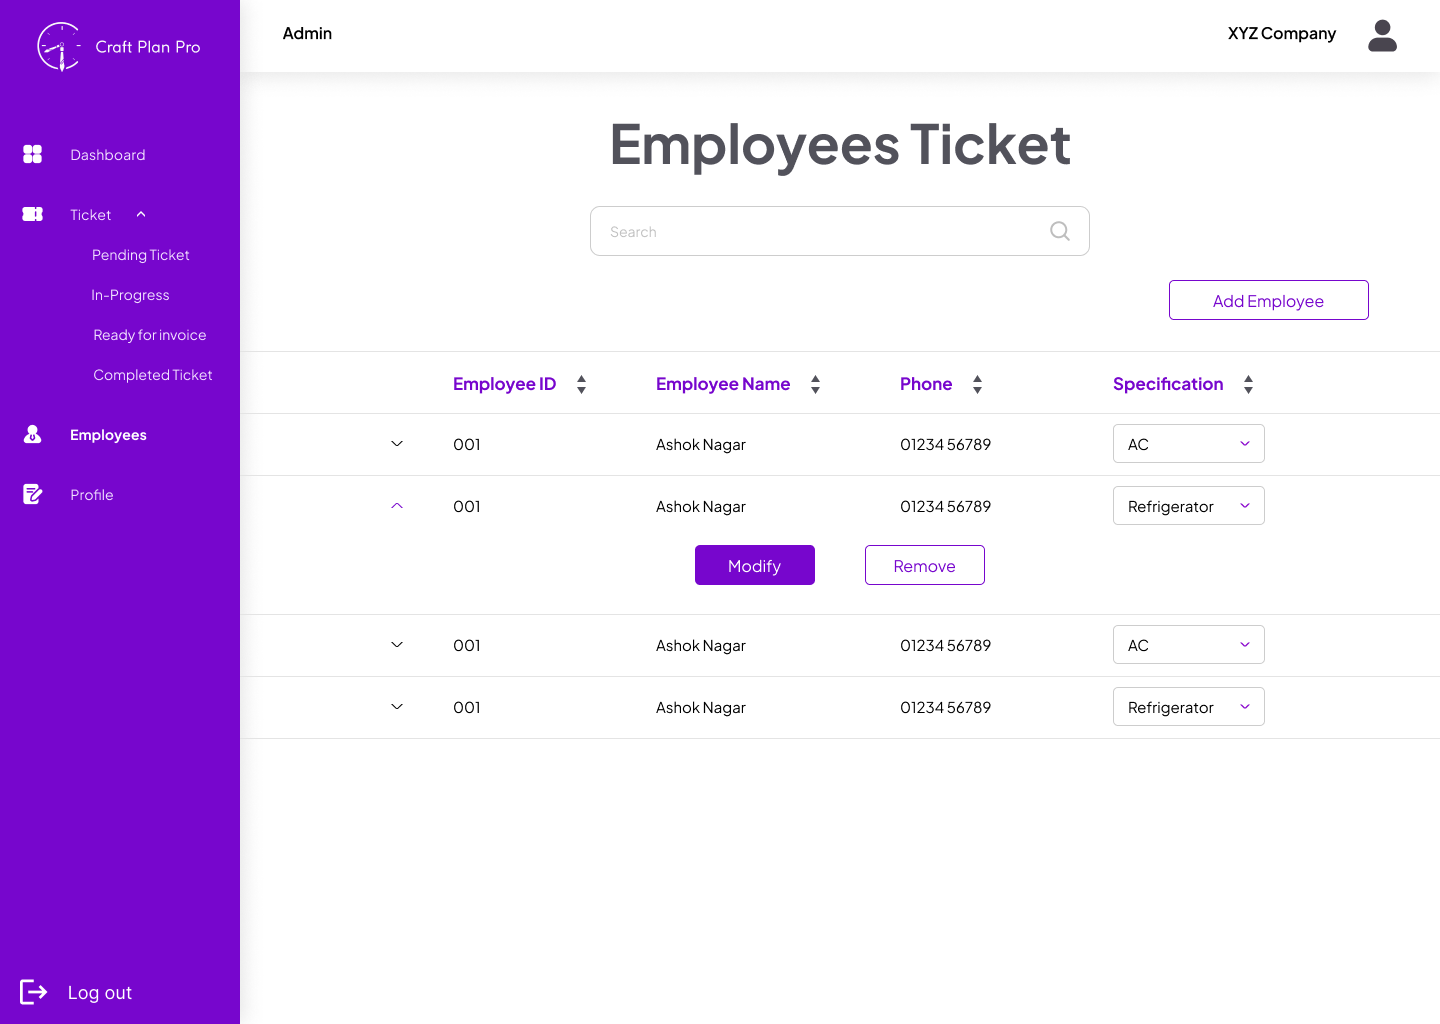 Craft Plan Pro
Admin
XYZ Company
Dashboard
Ticket
Pending Ticket
In-Progress
Ready for invoice
Completed Ticket
Employees
Profile
Log out
Employees Ticket
Search
Add Employee
Employee ID Employee Name Phone Specification
001 Ashok Nagar 01234 56789 AC
001 Ashok Nagar 01234 56789 Refrigerator
Modify Remove
001 Ashok Nagar 01234 56789 AC
001 Ashok Nagar 01234 56789 Refrigerator